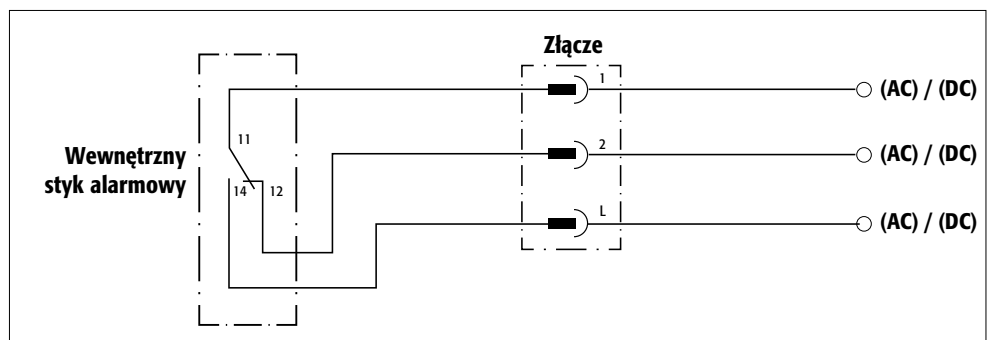 Złącze
1
(AC) / (DC)
11
2
(AC) / (DC)
Wewnętrzny
styk alarmowy
14
12
L
(AC) / (DC)